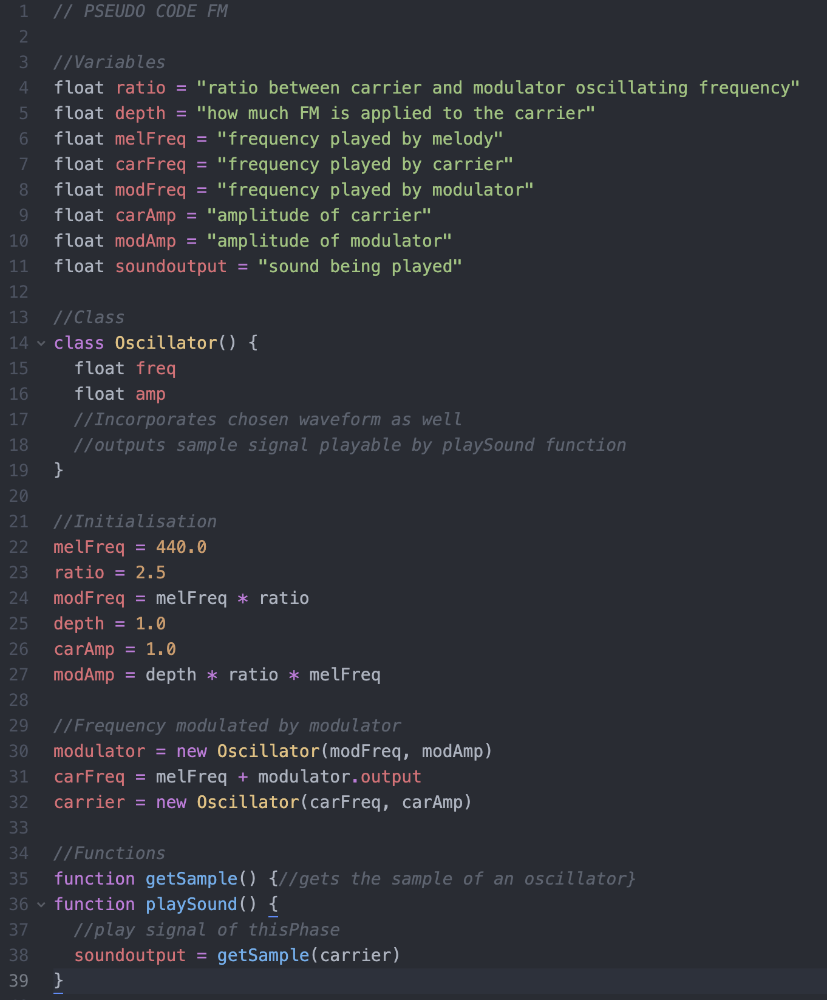 1 // PSEUDO CODE FM
2
3 //Variables
4 float ratio = "ratio between carrier and modulator oscillating frequency"
5 float depth = "how much FM is applied to the carrier"
6 float melFreq = "frequency played by melody"
7 float carFreq = "frequency played by carrier"
8 float modFreq = "frequency played by modulator"
9 float carAmp = "amplitude of carrier"
10 float modAmp = "amplitude of modulator"
11 float soundoutput = "sound being played"
12
13 //Class
14 class Oscillator() {
15 float freq
16 float amp
17 //Incorporates chosen waveform as well
18 //outputs sample signal playable by playSound function
19 }
20
21 //Initialisation
22 melFreq = 440.0
23 ratio = 2.5
24 modFreq = melFreq * ratio
25 depth = 1.0
26 carAmp = 1.0
27 modAmp = depth * ratio * melFreq
28
29 //Frequency modulated by modulator
30 modulator = new Oscillator(modFreq, modAmp)
31 carFreq = melFreq + modulator.output
32 carrier = new Oscillator(carFreq, carAmp)
33
34 //Functions
35 function getSample() {//gets the sample of an oscillator}
36 function playSound() {
37 //play signal of thisPhase
38 soundoutput = getSample(carrier)
39 }